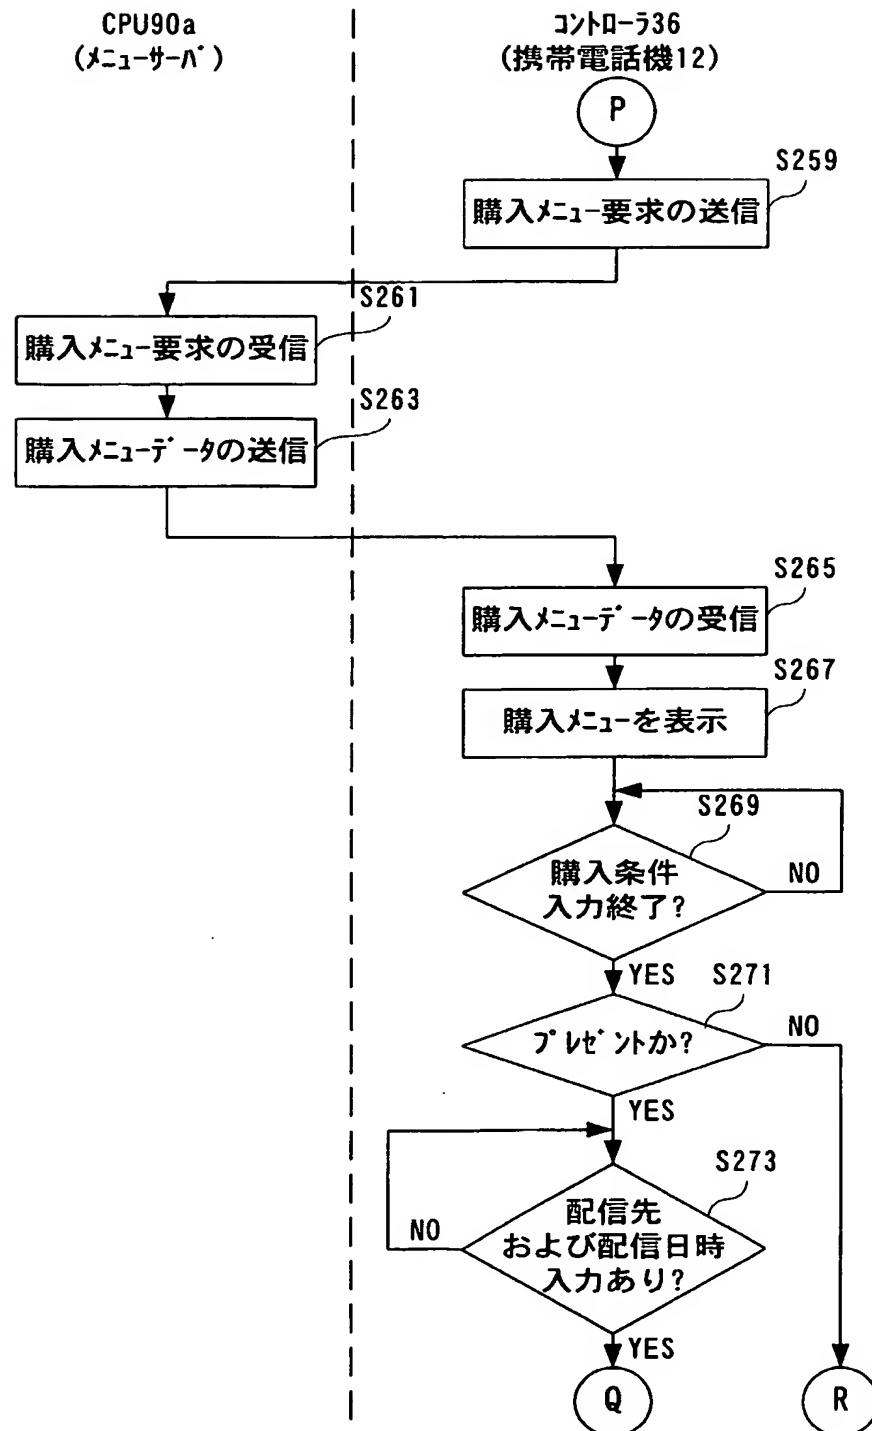 CPU90a
(ﾒﾆｭｰｻｰﾊﾞ)
ｺﾝﾄﾛｰﾗ36
(携帯電話機12)
P
S259
購入ﾒﾆｭｰ要求の送信
S261
購入ﾒﾆｭｰ要求の受信
S263
購入ﾒﾆｭｰﾃﾞｰﾀの送信
S265
購入ﾒﾆｭｰﾃﾞｰﾀの受信
S267
購入ﾒﾆｭｰを表示
S269
購入条件
入力終了?
NO
YES
S271
ﾌﾟﾚｾﾞﾝﾄか?
NO
YES
S273
配信先
および配信日時
入力あり?
NO
YES
Q
R